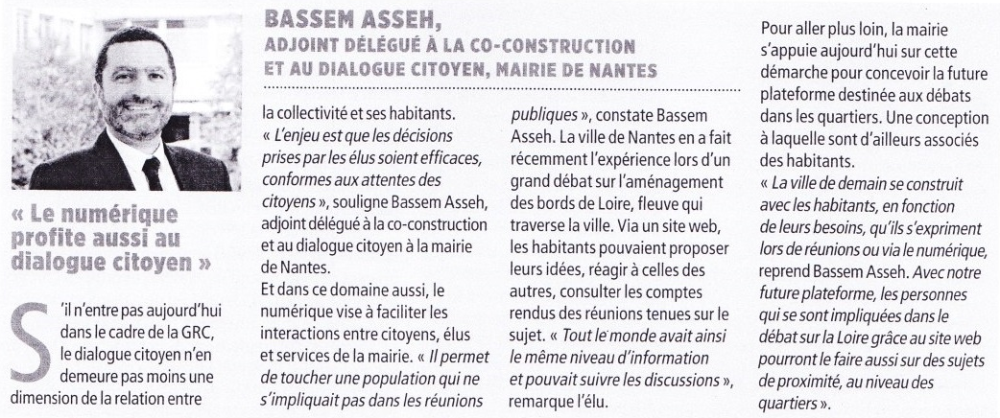 BASSEM ASSEH,
ADJOINT DÉLÉGUÉ À LA CO-CONSTRUCTION
ET AU DIALOGUE CITOYEN, MAIRIE DE NANTES
« Le numérique
profite aussi au
dialogue citoyen »
S'il n'entre pas aujourd'hui
dans le cadre de la GRC,
le dialogue citoyen n'en
demeure pas moins une
dimension de la relation entre
la collectivité et ses habitants.
« L'enjeu est que les décisions
prises par les élus soient efficaces,
conformes aux attentes des
citoyens », souligne Bassem Asseh,
adjoint délégué à la co-construction
et au dialogue citoyen à la mairie
de Nantes.
Et dans ce domaine aussi, le
numérique vise à faciliter les
interactions entre citoyens, élus
et services de la mairie. « Il permet
de toucher une population qui ne
s'impliquait pas dans les réunions
publiques », constate Bassem
Asseh. La ville de Nantes en a fait
récemment l'expérience lors d'un
grand débat sur l'aménagement
des bords de Loire, fleuve qui
traverse la ville. Via un site web,
les habitants pouvaient proposer
leurs idées, réagir à celles des
autres, consulter les comptes
rendus des réunions tenues sur le
sujet. « Tout le monde avait ainsi
le même niveau d'information
et pouvait suivre les discussions »,
remarque l'élu.
Pour aller plus loin, la mairie
s'appuie aujourd'hui sur cette
démarche pour concevoir la future
plateforme destinée aux débats
dans les quartiers. Une conception
à laquelle sont d'ailleurs associés
des habitants.
« La ville de demain se construit
avec les habitants, en fonction
de leurs besoins, qu'ils s'expriment
lors de réunions ou via le numérique,
reprend Bassem Asseh. Avec notre
future plateforme, les personnes
qui se sont impliquées dans le
débat sur la Loire grâce au site web
pourront le faire aussi sur des sujets
de proximité, au niveau des
quartiers ».